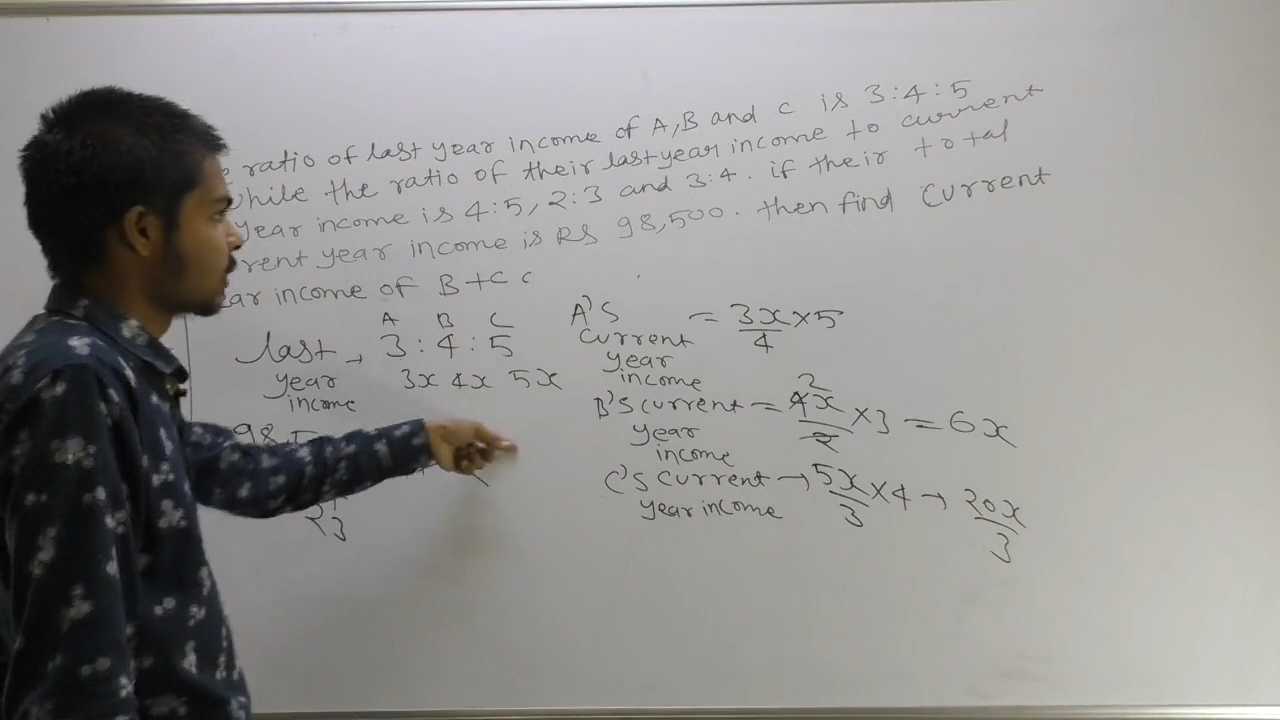 ratio of last year income of A, B and C is 3:4:5
while the ratio of their last year income to current
year income is 4:5, 2:3 and 3:4. if their total
rent year income is Rs 98,500. then find current
ar income of B+C
A B C
last → 3:4:5
year income
3x 4x 5x
98,5
23
A'S current year income = 3x/4 ×5
B'S current year income = 4x/2 ×3 = 6x
2
C'S current year income → 5x/3 ×4 → 20x/3